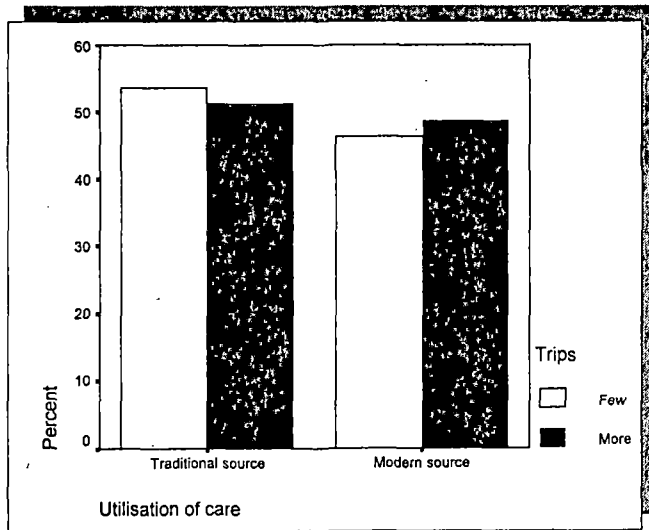 60
50
40
30
20
10
0
Percent
Traditional source
Modern source
Utilisation of care
Trips
Few
More